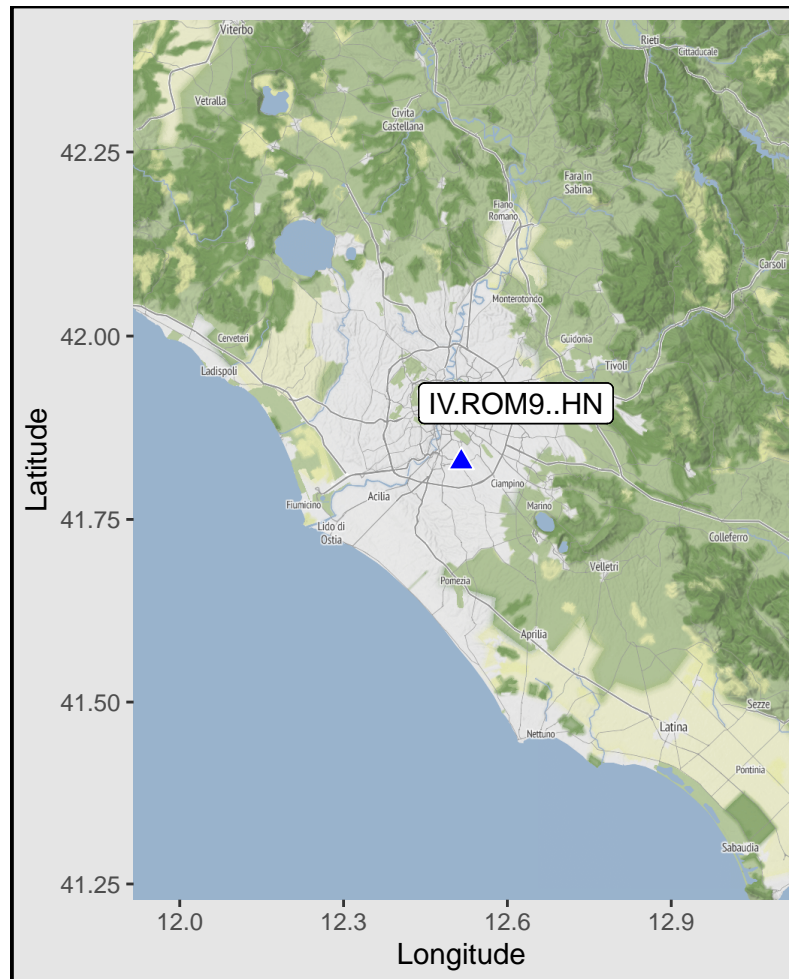 Viterbo
Rieti
Cittaducale
Vetralla
Civita
Castellana
42.25
Fara in
Sabina
Fiano
Romano
Carsoli
Monterotondo
42.00
Cerveteri
Guidonia
Ladispoli
Tivoli
IV.ROM9..HN
Latitude
Fiumicino
Acilia
Ciampino
Marino
41.75
Lido di
Ostia
Colleferro
Velletri
Pomezia
Aprilia
41.50
Sezze
Nettuno
Latina
Pontinia
Sabaudia
41.25
12.0
12.3
12.6
12.9
Longitude